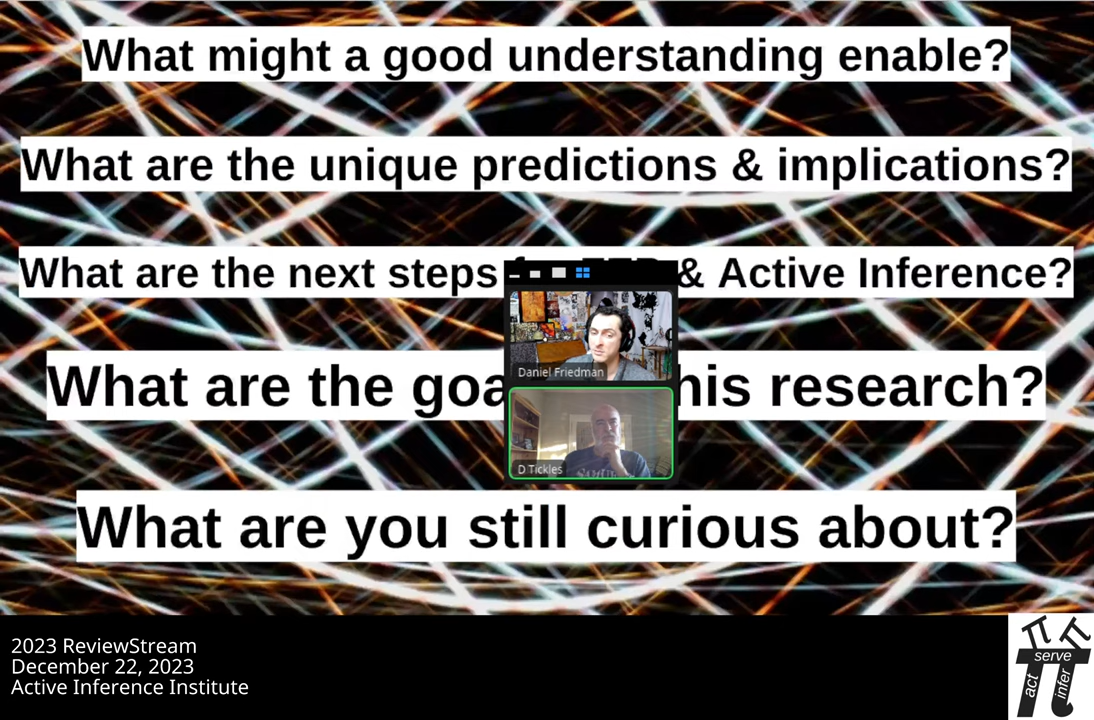 What might a good understanding enable?
What are the unique predictions & implications?
What are the next steps & Active Inference?
What are the goa his research?
Daniel Friedman
D Tickles
What are you still curious about?
2023 ReviewStream
December 22, 2023
Active Inference Institute
serve
act
infer